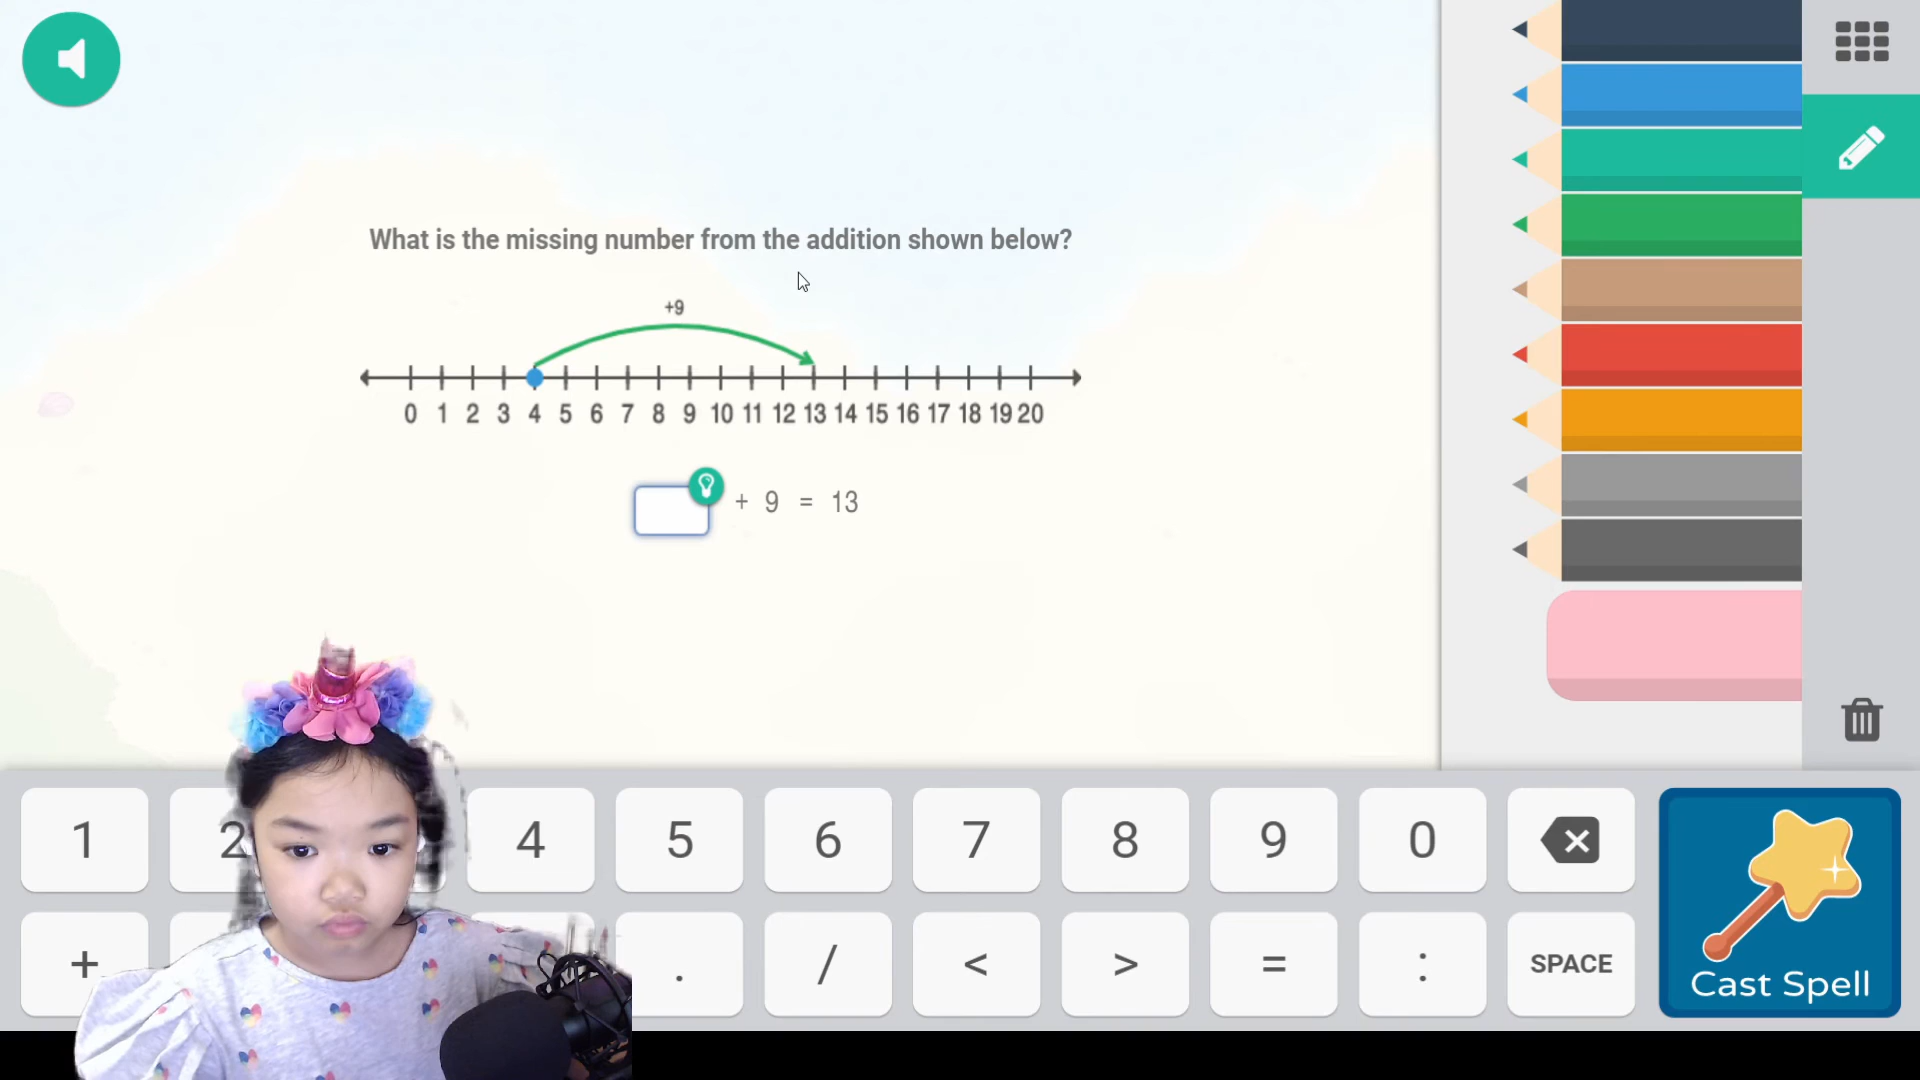 What is the missing number from the addition shown below?
+9
0 1 2 3 4 5 6 7 8 9 10 11 12 13 14 15 16 17 18 19 20
+ 9 = 13
1 2 4 5 6 7 8 9 0
+ . / < > = : SPACE
Cast Spell